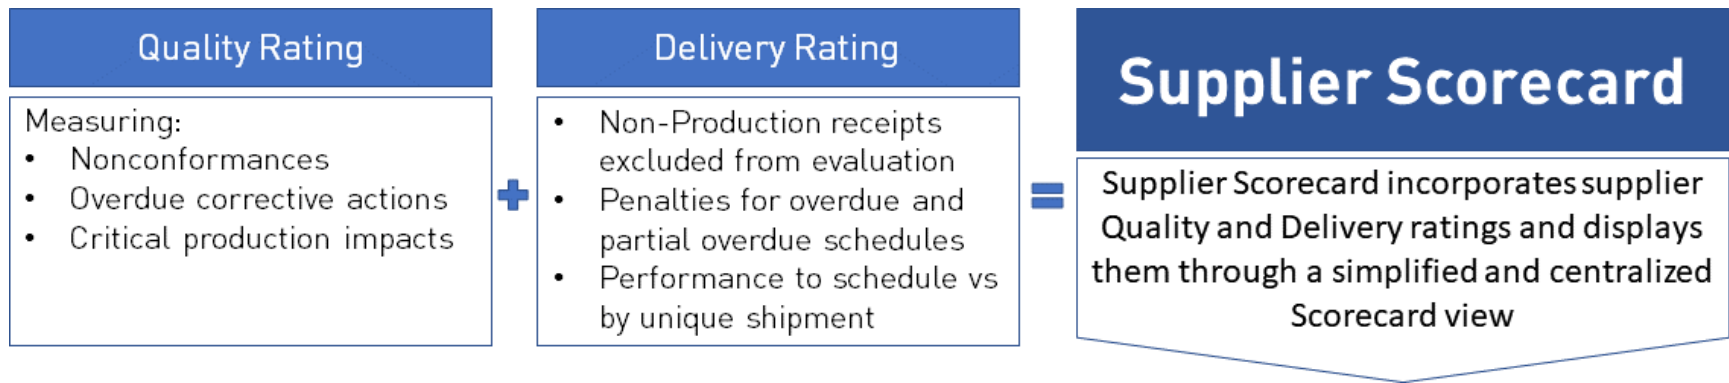 Quality Rating
Measuring:
• Nonconformances
• Overdue corrective actions
• Critical production impacts
Delivery Rating
• Non-Production receipts
excluded from evaluation
• Penalties for overdue and
partial overdue schedules
• Performance to schedule vs
by unique shipment
Supplier Scorecard
Supplier Scorecard incorporates supplier
Quality and Delivery ratings and displays
them through a simplified and centralized
Scorecard view